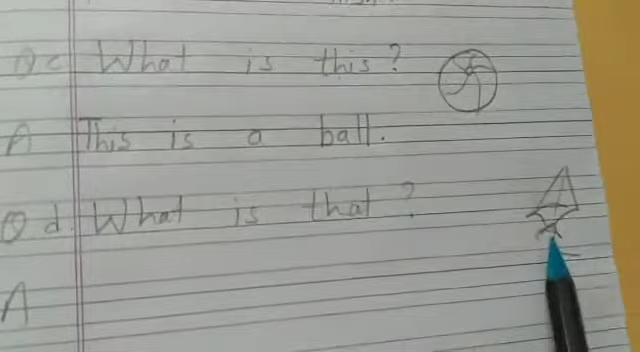 Q c What is this?
A This is a ball.
Q d. What is that?
A